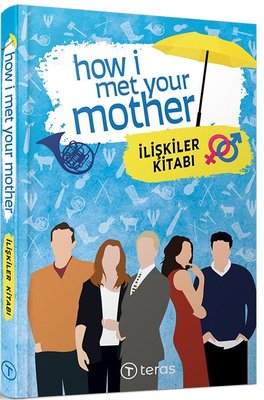 how i
met your
mother
İLİŞKİLER
KİTABI
how i met your mother
İLİŞKİLER KİTABI
teras